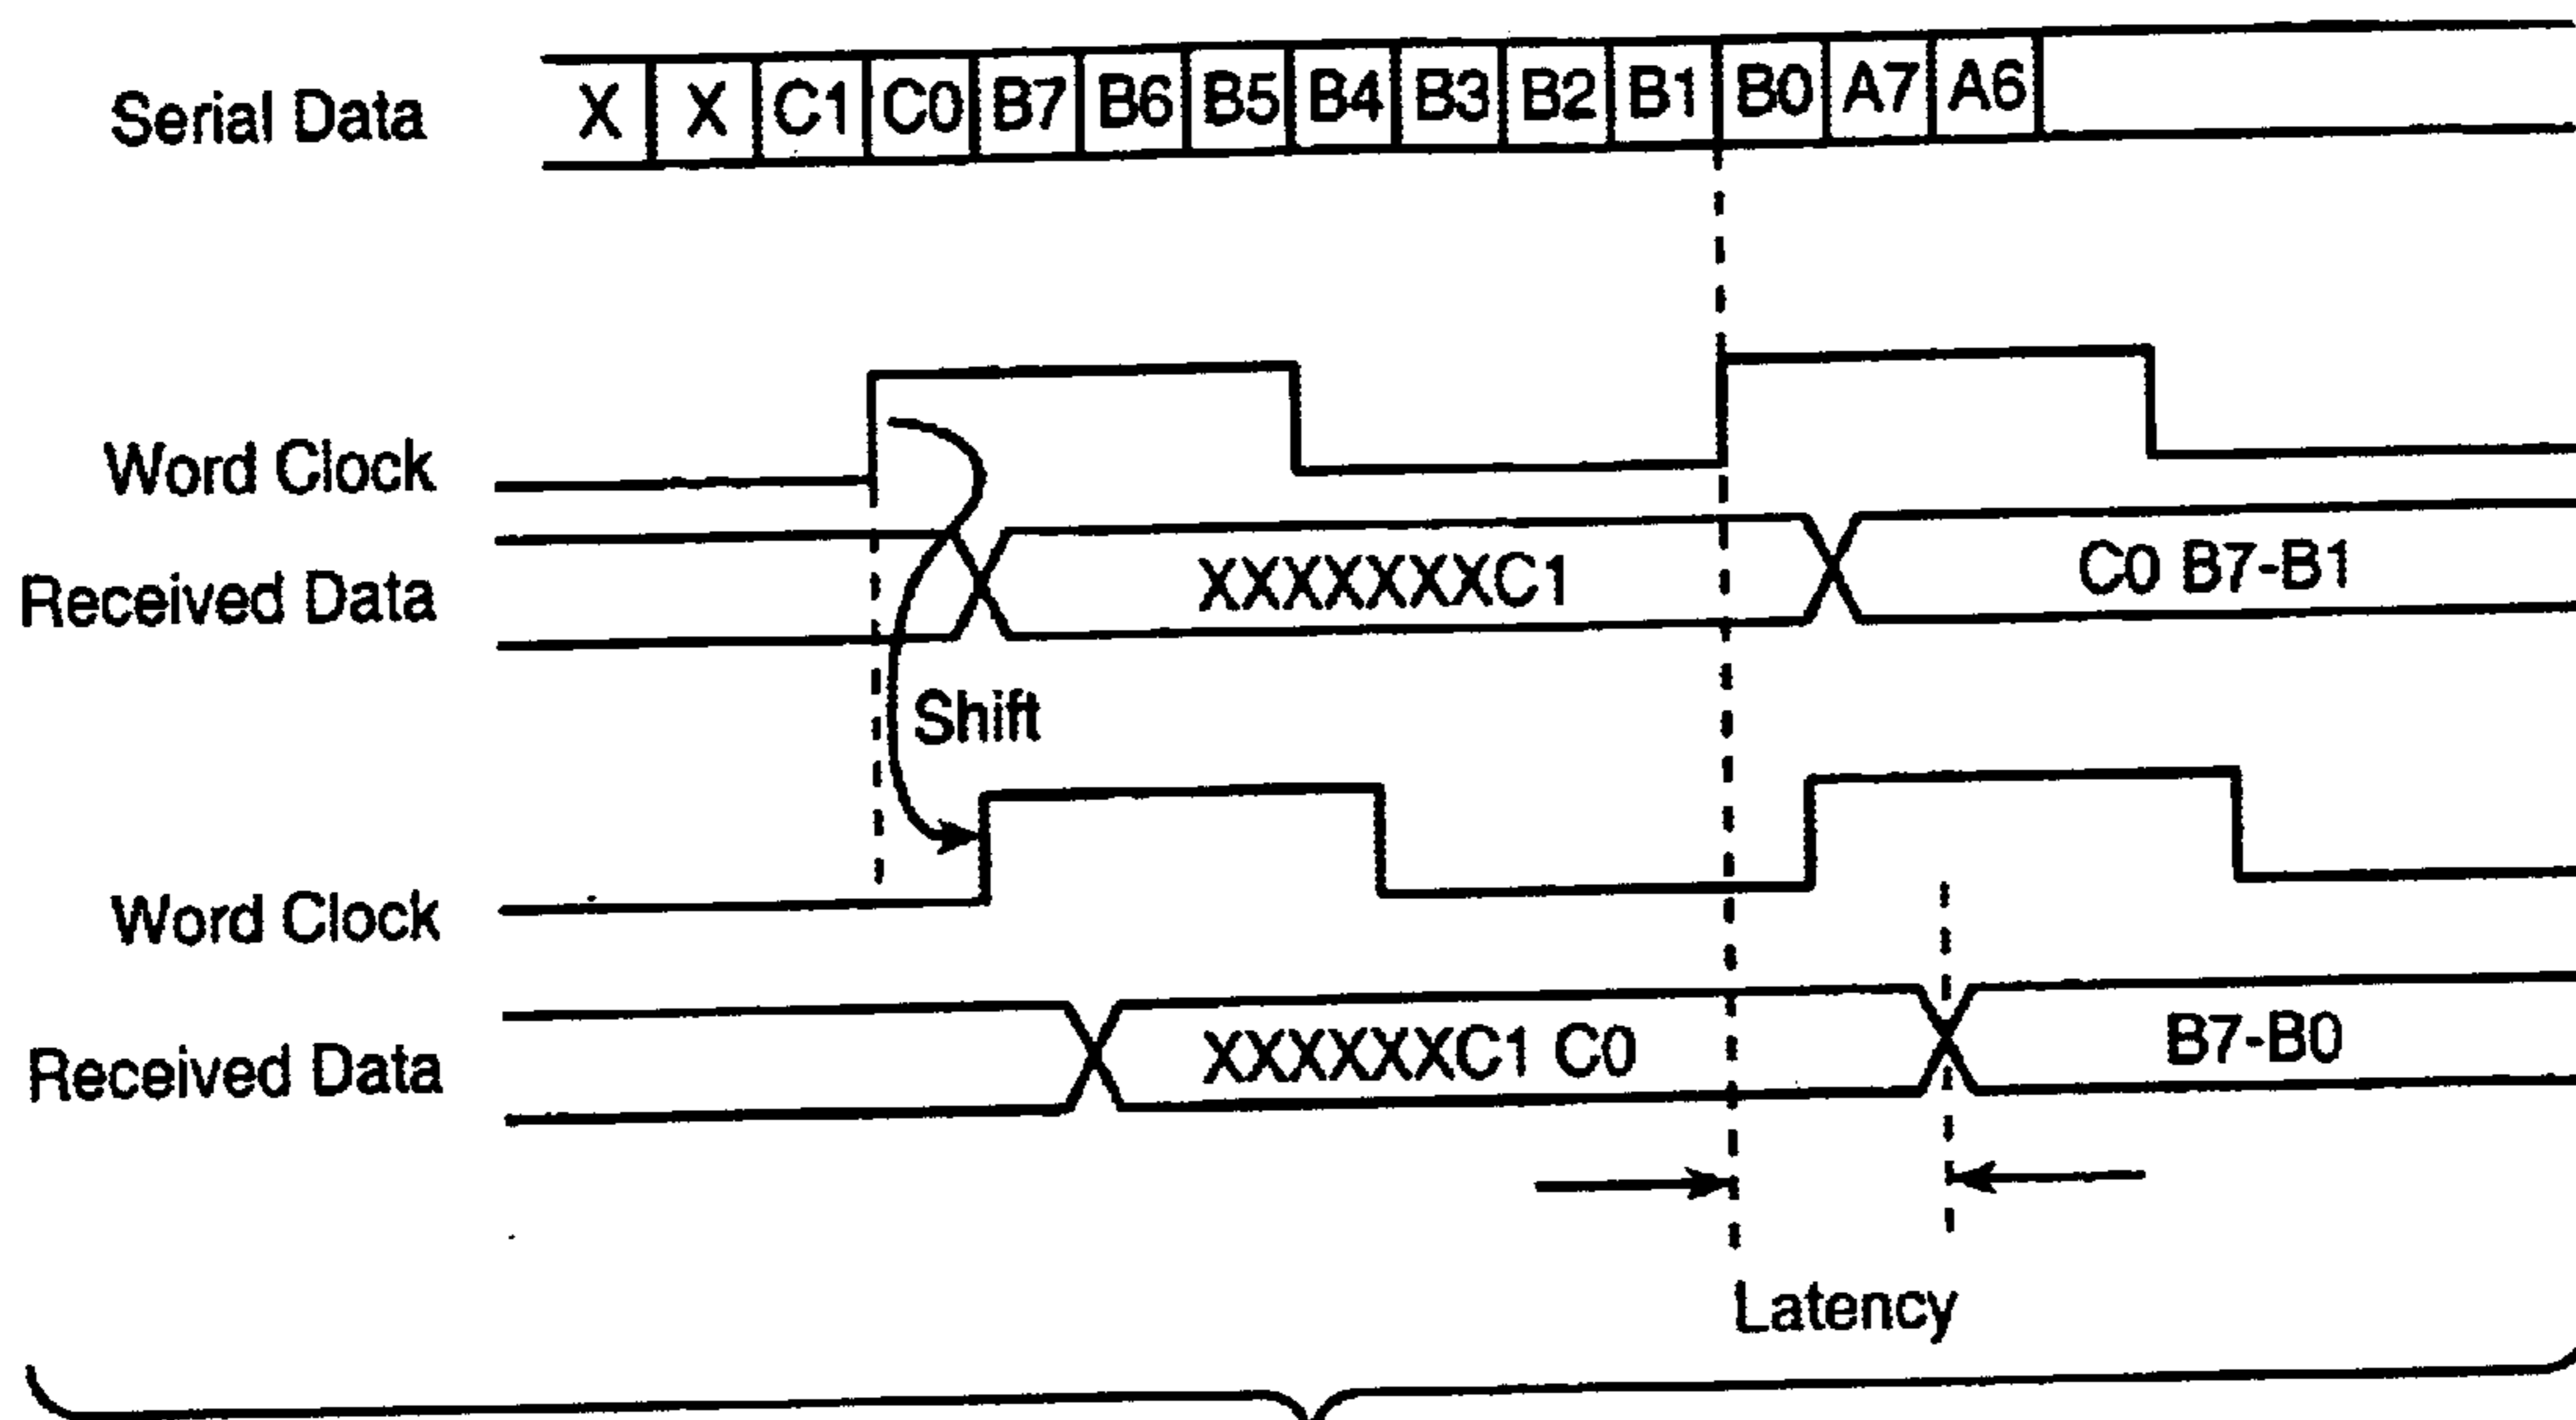 Serial Data X X C1 C0 B7 B6 B5 B4 B3 B2 B1 B0 A7 A6
Word Clock
Received Data XXXXXXXC1 C0 B7-B1
Shift
Word Clock
Received Data XXXXXXC1 C0 B7-B0
Latency